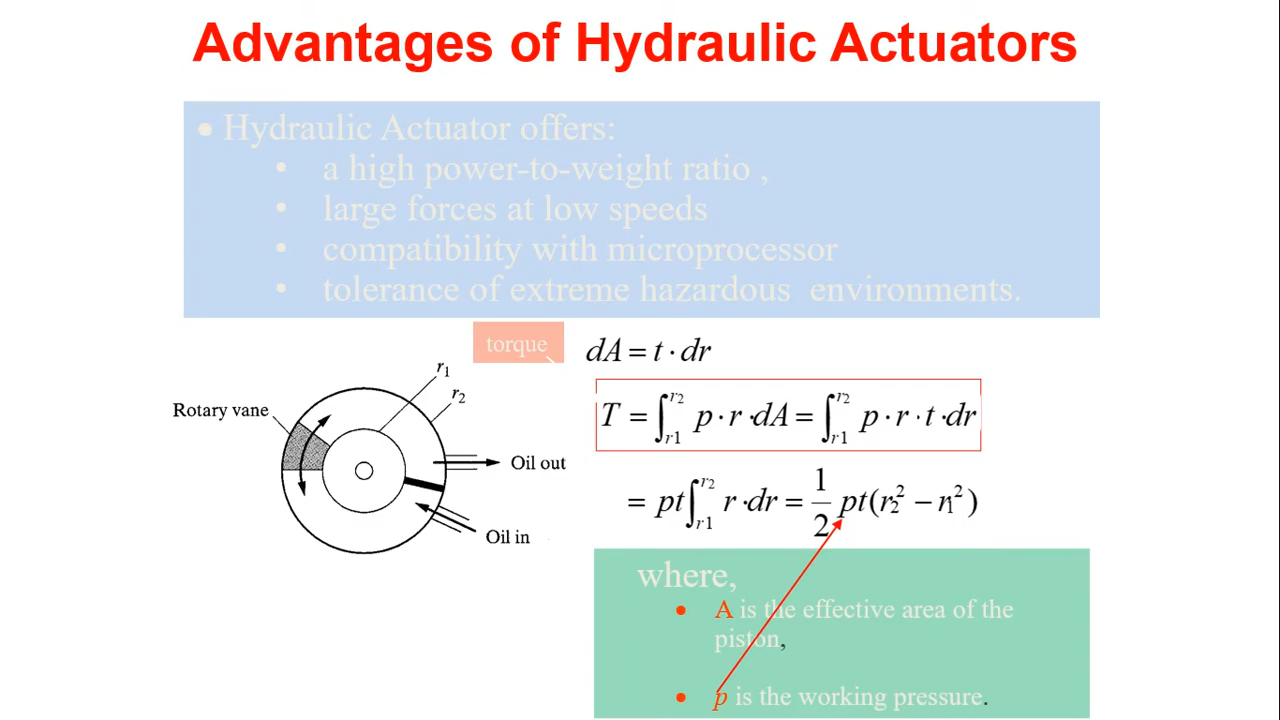 Advantages of Hydraulic Actuators
• Hydraulic Actuator offers:
• a high power-to-weight ratio ,
• large forces at low speeds
• compatibility with microprocessor
• tolerance of extreme hazardous environments.
torque
dA = t · dr
r₁
r₂
Rotary vane
T = ∫_{r1}^{r₂} p · r · dA = ∫_{r1}^{r₂} p · r · t · dr
Oil out
= pt ∫_{r1}^{r₂} r · dr = 1/2 pt(r₂² − r₁²)
Oil in
where,
• A is the effective area of the
piston,
• p is the working pressure.